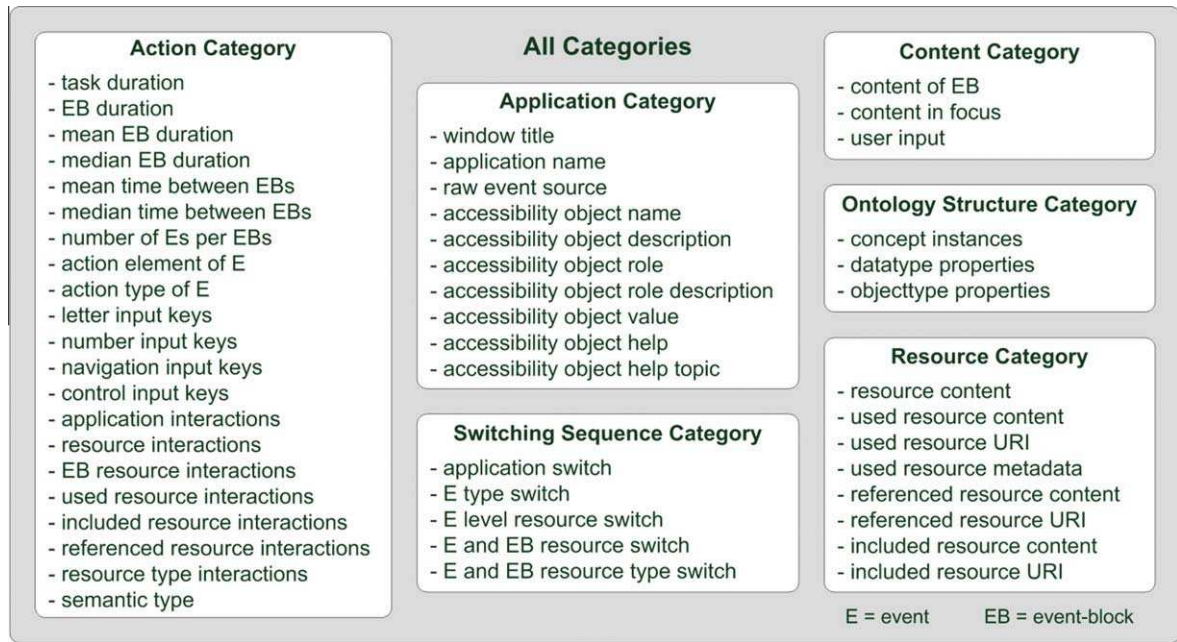 Action Category
- task duration
- EB duration
- mean EB duration
- median EB duration
- mean time between EBs
- median time between EBs
- number of Es per EBs
- action element of E
- action type of E
- letter input keys
- number input keys
- navigation input keys
- control input keys
- application interactions
- resource interactions
- EB resource interactions
- used resource interactions
- included resource interactions
- referenced resource interactions
- resource type interactions
- semantic type
All Categories
Application Category
- window title
- application name
- raw event source
- accessibility object name
- accessibility object description
- accessibility object role
- accessibility object role description
- accessibility object value
- accessibility object help
- accessibility object help topic
Switching Sequence Category
- application switch
- E type switch
- E level resource switch
- E and EB resource switch
- E and EB resource type switch
Content Category
- content of EB
- content in focus
- user input
Ontology Structure Category
- concept instances
- datatype properties
- objecttype properties
Resource Category
- resource content
- used resource content
- used resource URI
- used resource metadata
- referenced resource content
- referenced resource URI
- included resource content
- included resource URI
E = event EB = event-block